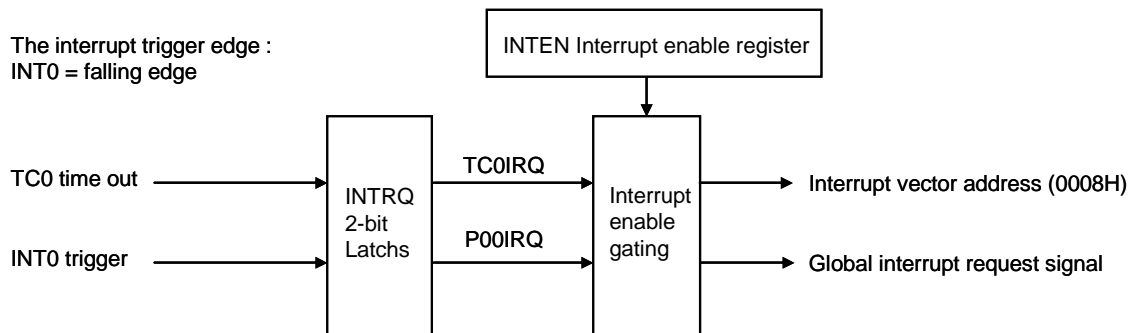 The interrupt trigger edge :
INT0 = falling edge
INTEN Interrupt enable register
TC0 time out
INT0 trigger
INTRQ
2-bit
Latchs
TC0IRQ
P00IRQ
Interrupt
enable
gating
Interrupt vector address (0008H)
Global interrupt request signal